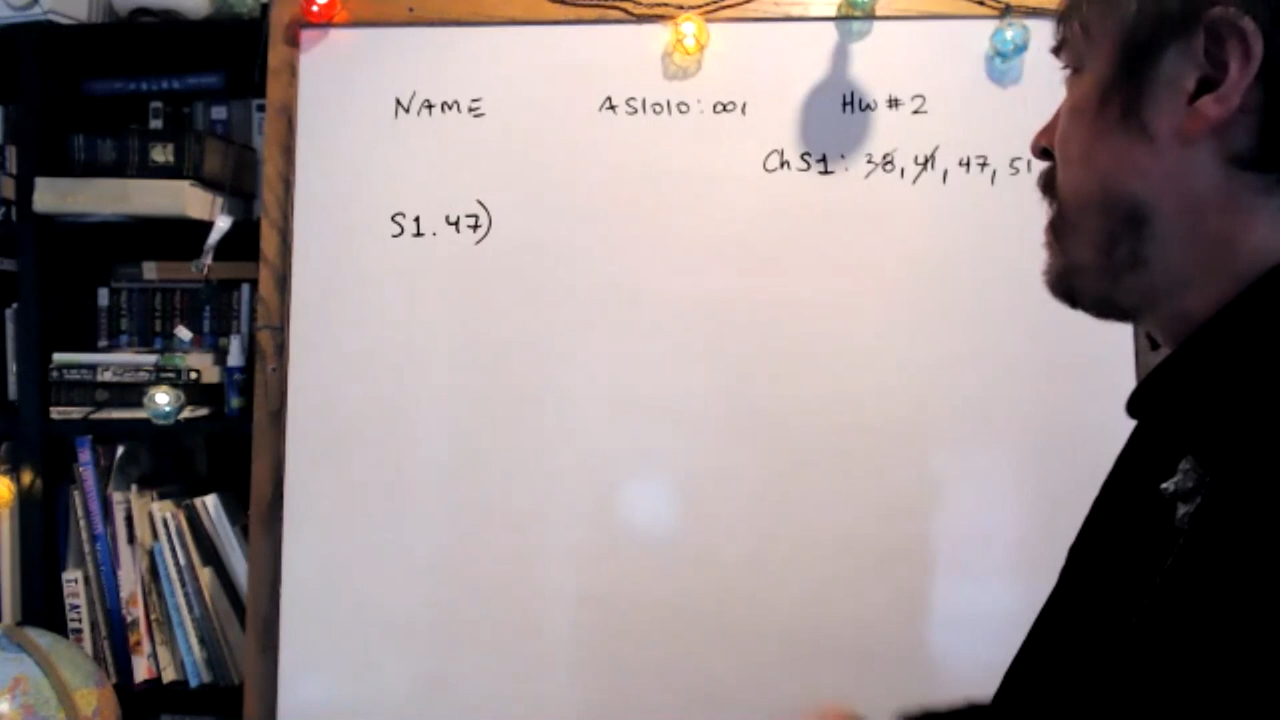 NAME AS1010:001 HW #2
Ch S1: 38, 41, 47, 51
S1.47)